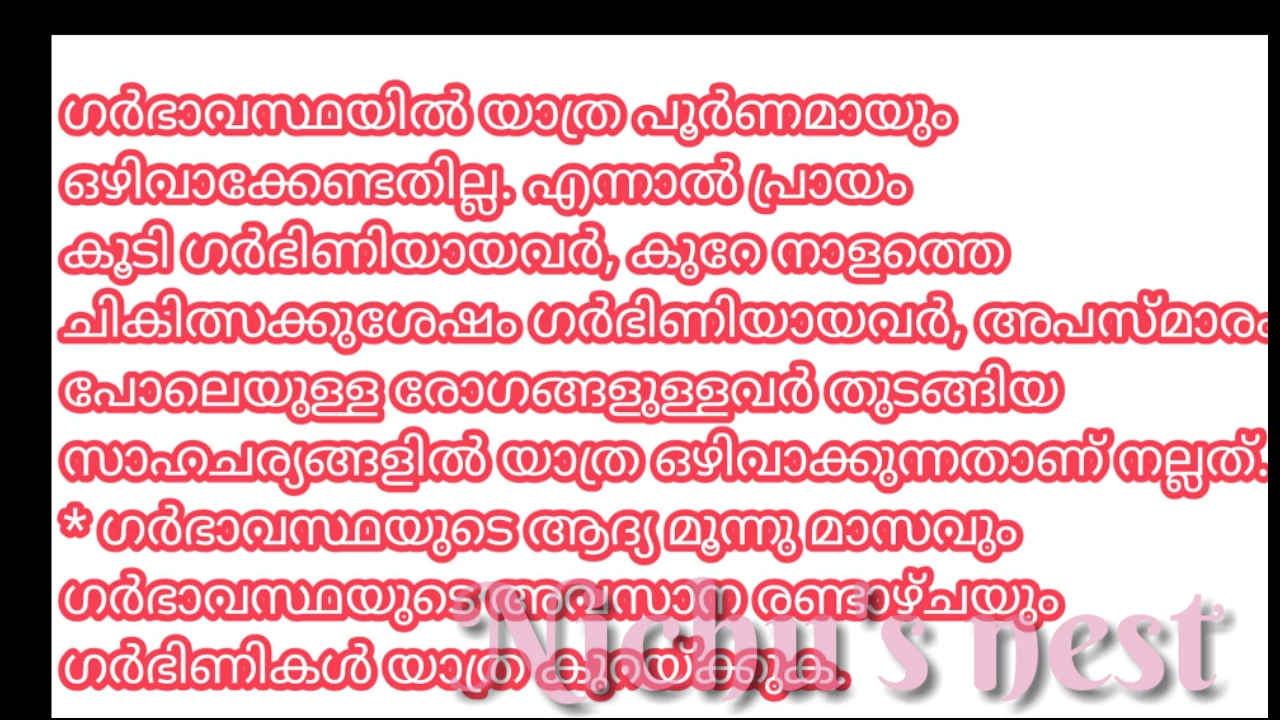 ഗർഭാവസ്ഥയിൽ യാത്ര പൂർണമായും
ഒഴിവാക്കേണ്ടതില്ല. എന്നാൽ പ്രായം
കൂടി ഗർഭിണിയായവർ, കുറേ നാളത്തെ
ചികിത്സക്കുശേഷം ഗർഭിണിയായവർ, അപസ്മാരം
പോലെയുള്ള രോഗങ്ങളുള്ളവർ തുടങ്ങിയ
സാഹചര്യങ്ങളിൽ യാത്ര ഒഴിവാക്കുന്നതാണ് നല്ലത്.
* ഗർഭാവസ്ഥയുടെ ആദ്യ മൂന്നു മാസവും
ഗർഭാവസ്ഥയുടെ അവസാന രണ്ടാഴ്ചയും
ഗർഭിണികൾ യാത്ര കുറയ്ക്കുക.
Nichu's nest